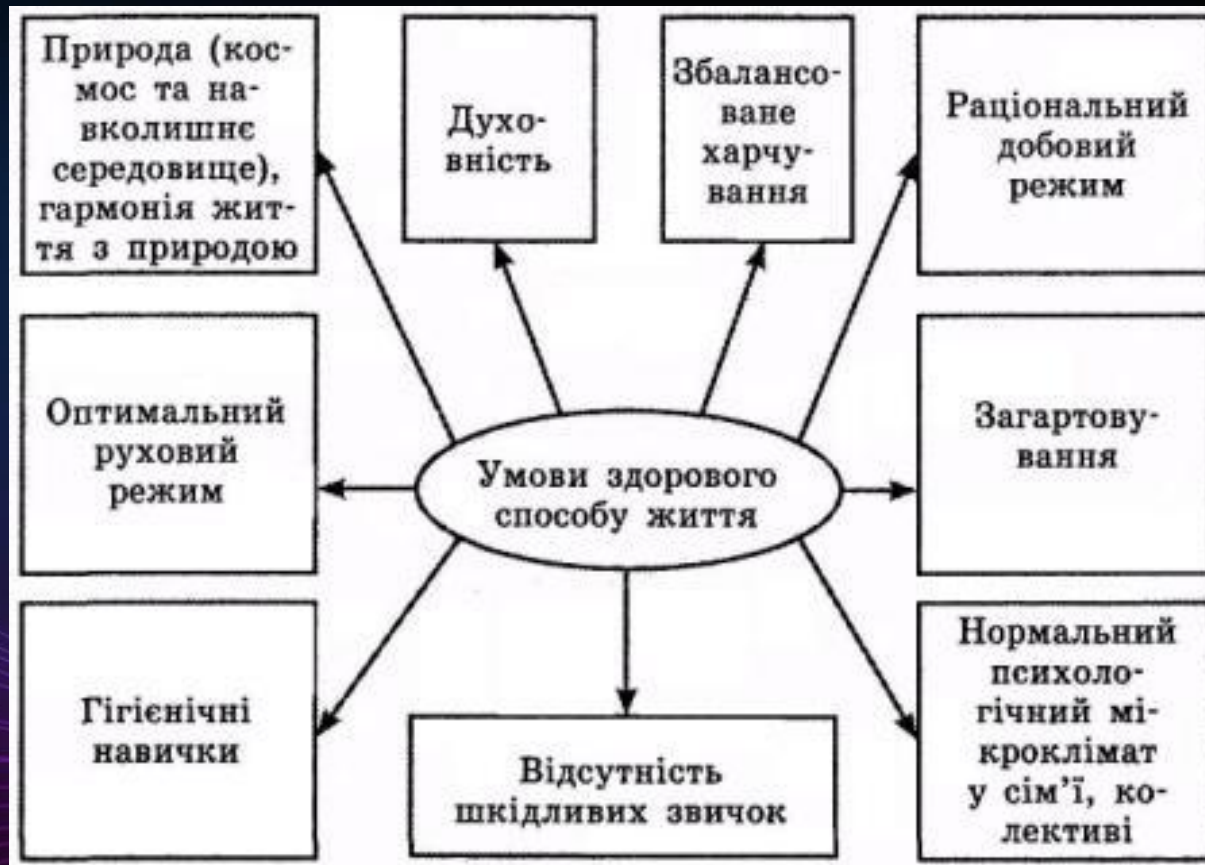 Природа (кос-
мос та на-
вколишнє
середовище),
гармонія жит-
тя з природою
Духо-
вність
Збалансо-
ване
харчу-
вання
Раціональний
добовий
режим
Оптимальний
руховий
режим
Умови здорового
способу життя
Загартову-
вання
Гігієнічні
навички
Відсутність
шкідливих звичок
Нормальний
психоло-
гічний мі-
кроклімат
у сім’ї, ко-
лективі